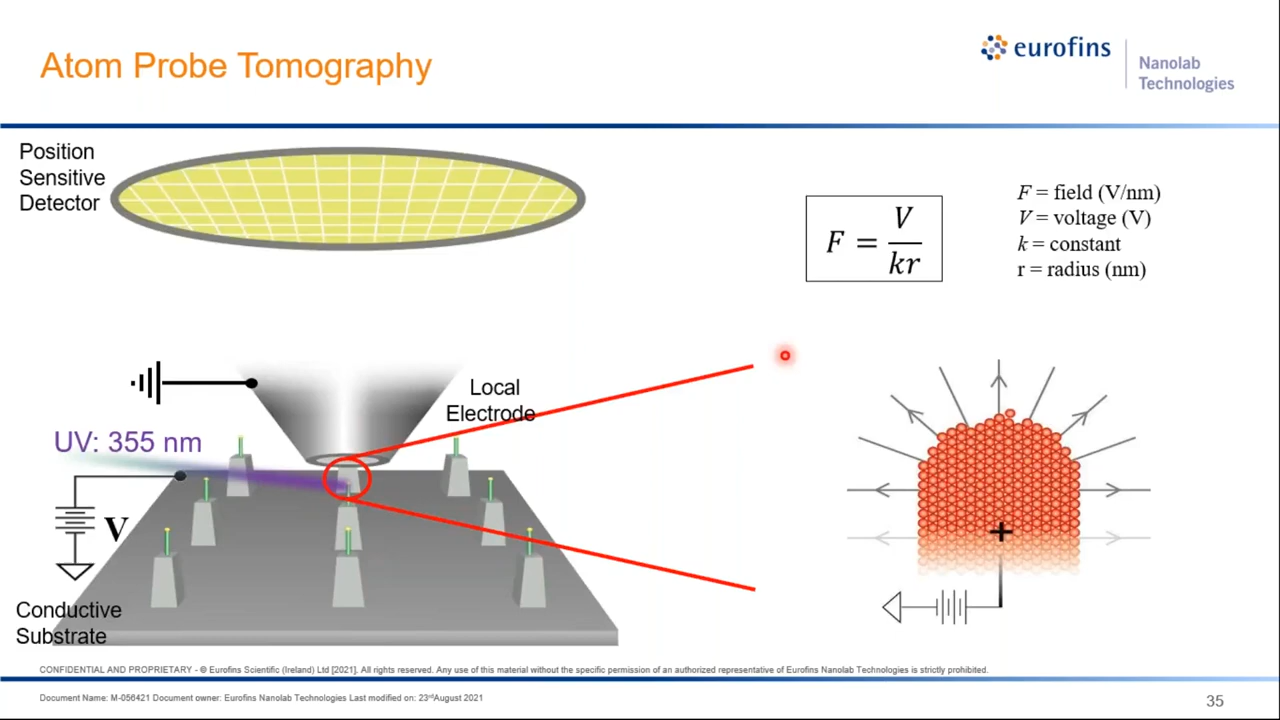 Atom Probe Tomography
eurofins
Nanolab
Technologies
Position
Sensitive
Detector
F = V / kr
F = field (V/nm)
V = voltage (V)
k = constant
r = radius (nm)
Local
Electrode
UV: 355 nm
V
+
Conductive
Substrate
CONFIDENTIAL AND PROPRIETARY - © Eurofins Scientific (Ireland) Ltd [2021]. All rights reserved. Any use of this material without the specific permission of an authorized representative of Eurofins Nanolab Technologies is strictly prohibited.
Document Name: M-056421 Document owner: Eurofins Nanolab Technologies Last modified on: 23rdAugust 2021
35